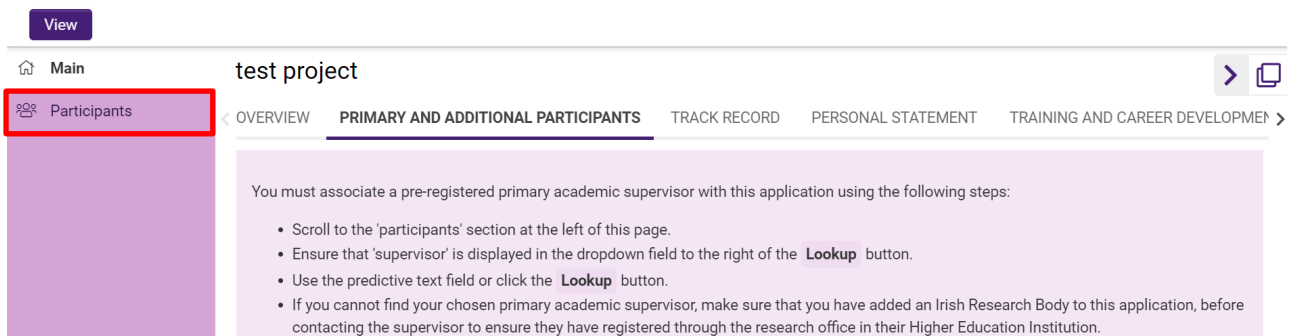 View
Main
Participants
test project
OVERVIEW PRIMARY AND ADDITIONAL PARTICIPANTS TRACK RECORD PERSONAL STATEMENT TRAINING AND CAREER DEVELOPMEN
You must associate a pre-registered primary academic supervisor with this application using the following steps:
• Scroll to the 'participants' section at the left of this page.
• Ensure that 'supervisor' is displayed in the dropdown field to the right of the Lookup button.
• Use the predictive text field or click the Lookup button.
• If you cannot find your chosen primary academic supervisor, make sure that you have added an Irish Research Body to this application, before
contacting the supervisor to ensure they have registered through the research office in their Higher Education Institution.